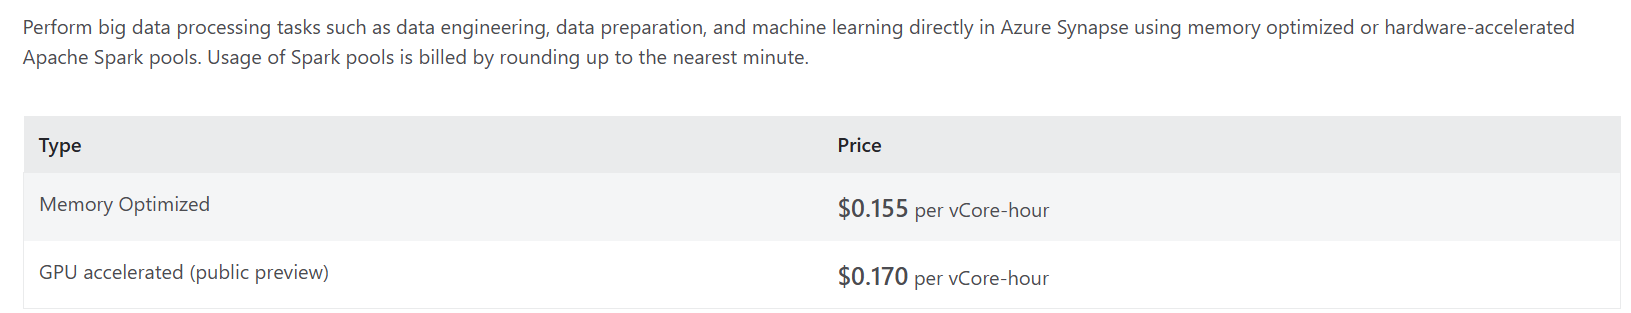 Perform big data processing tasks such as data engineering, data preparation, and machine learning directly in Azure Synapse using memory optimized or hardware-accelerated
Apache Spark pools. Usage of Spark pools is billed by rounding up to the nearest minute.
Type Price
Memory Optimized $0.155 per vCore-hour
GPU accelerated (public preview) $0.170 per vCore-hour